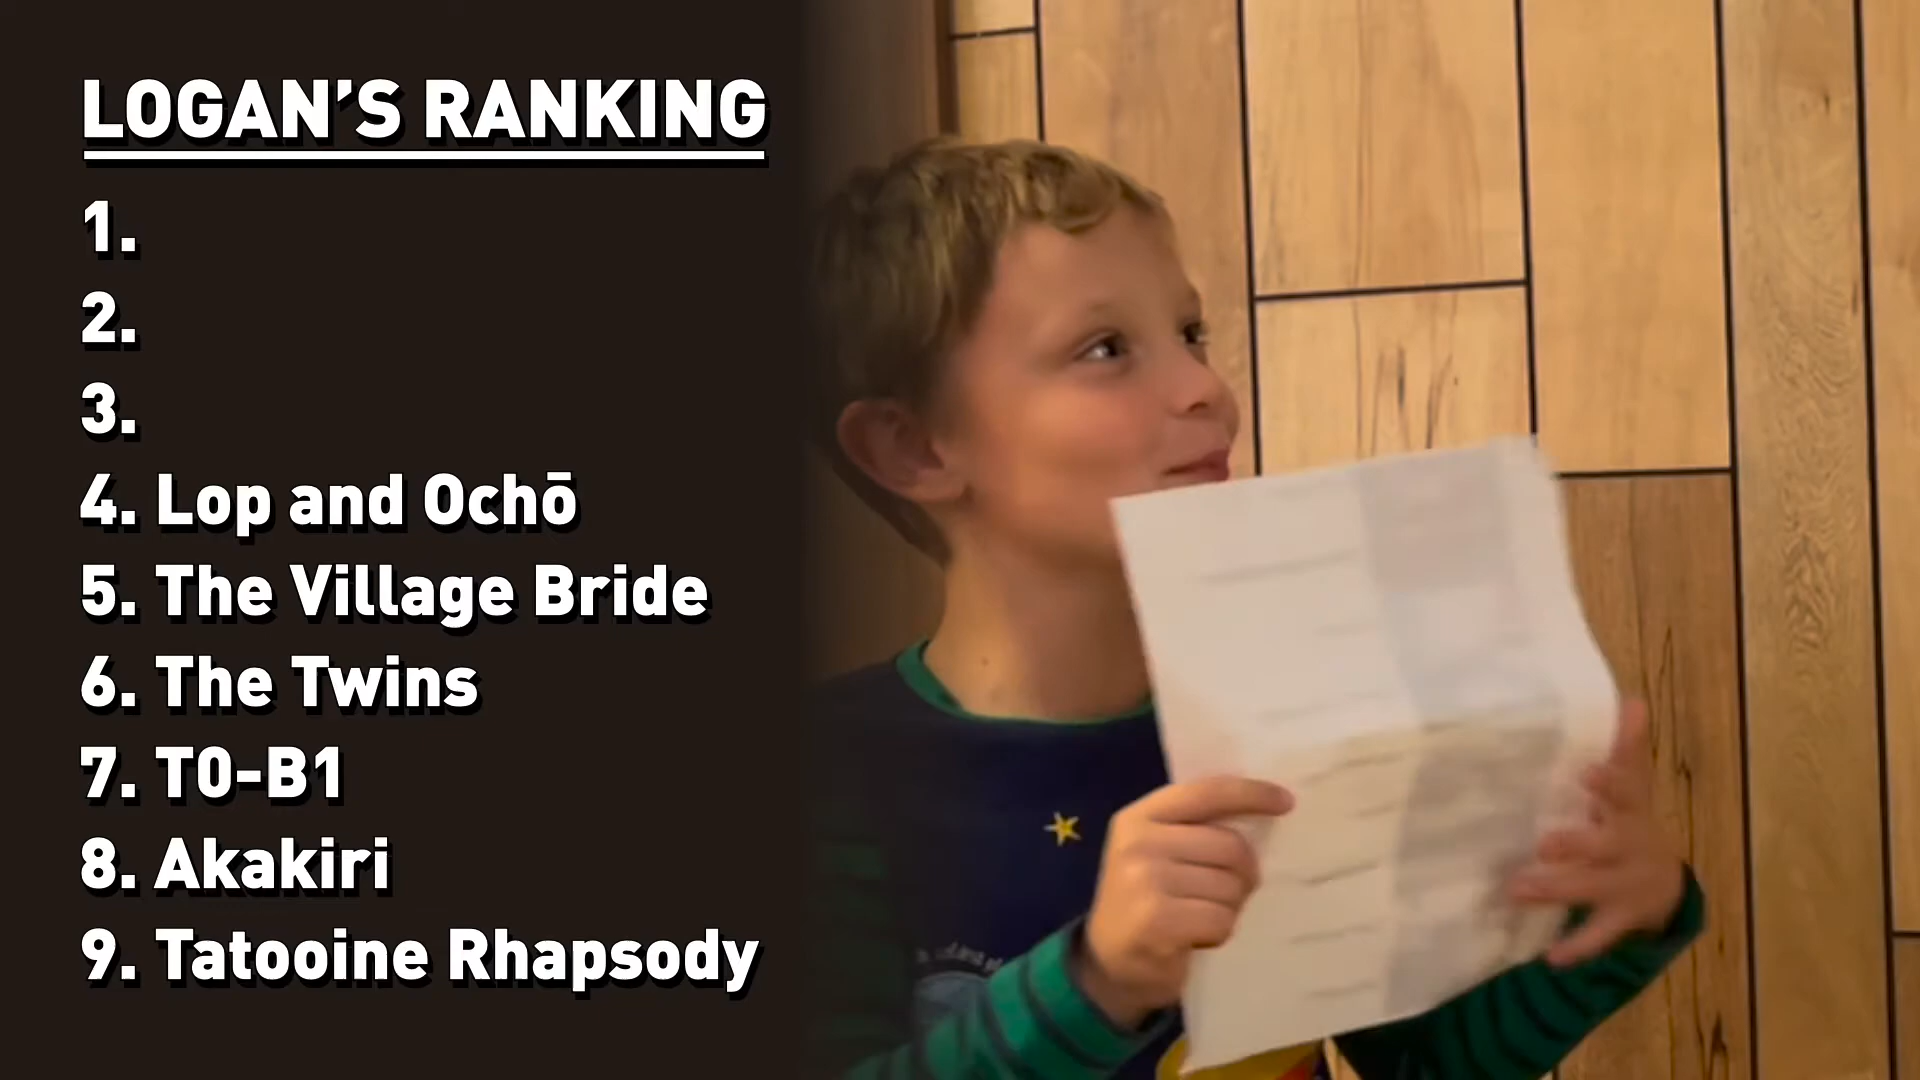 LOGAN'S RANKING
1.
2.
3.
4. Lop and Ochō
5. The Village Bride
6. The Twins
7. T0-B1
8. Akakiri
9. Tatooine Rhapsody